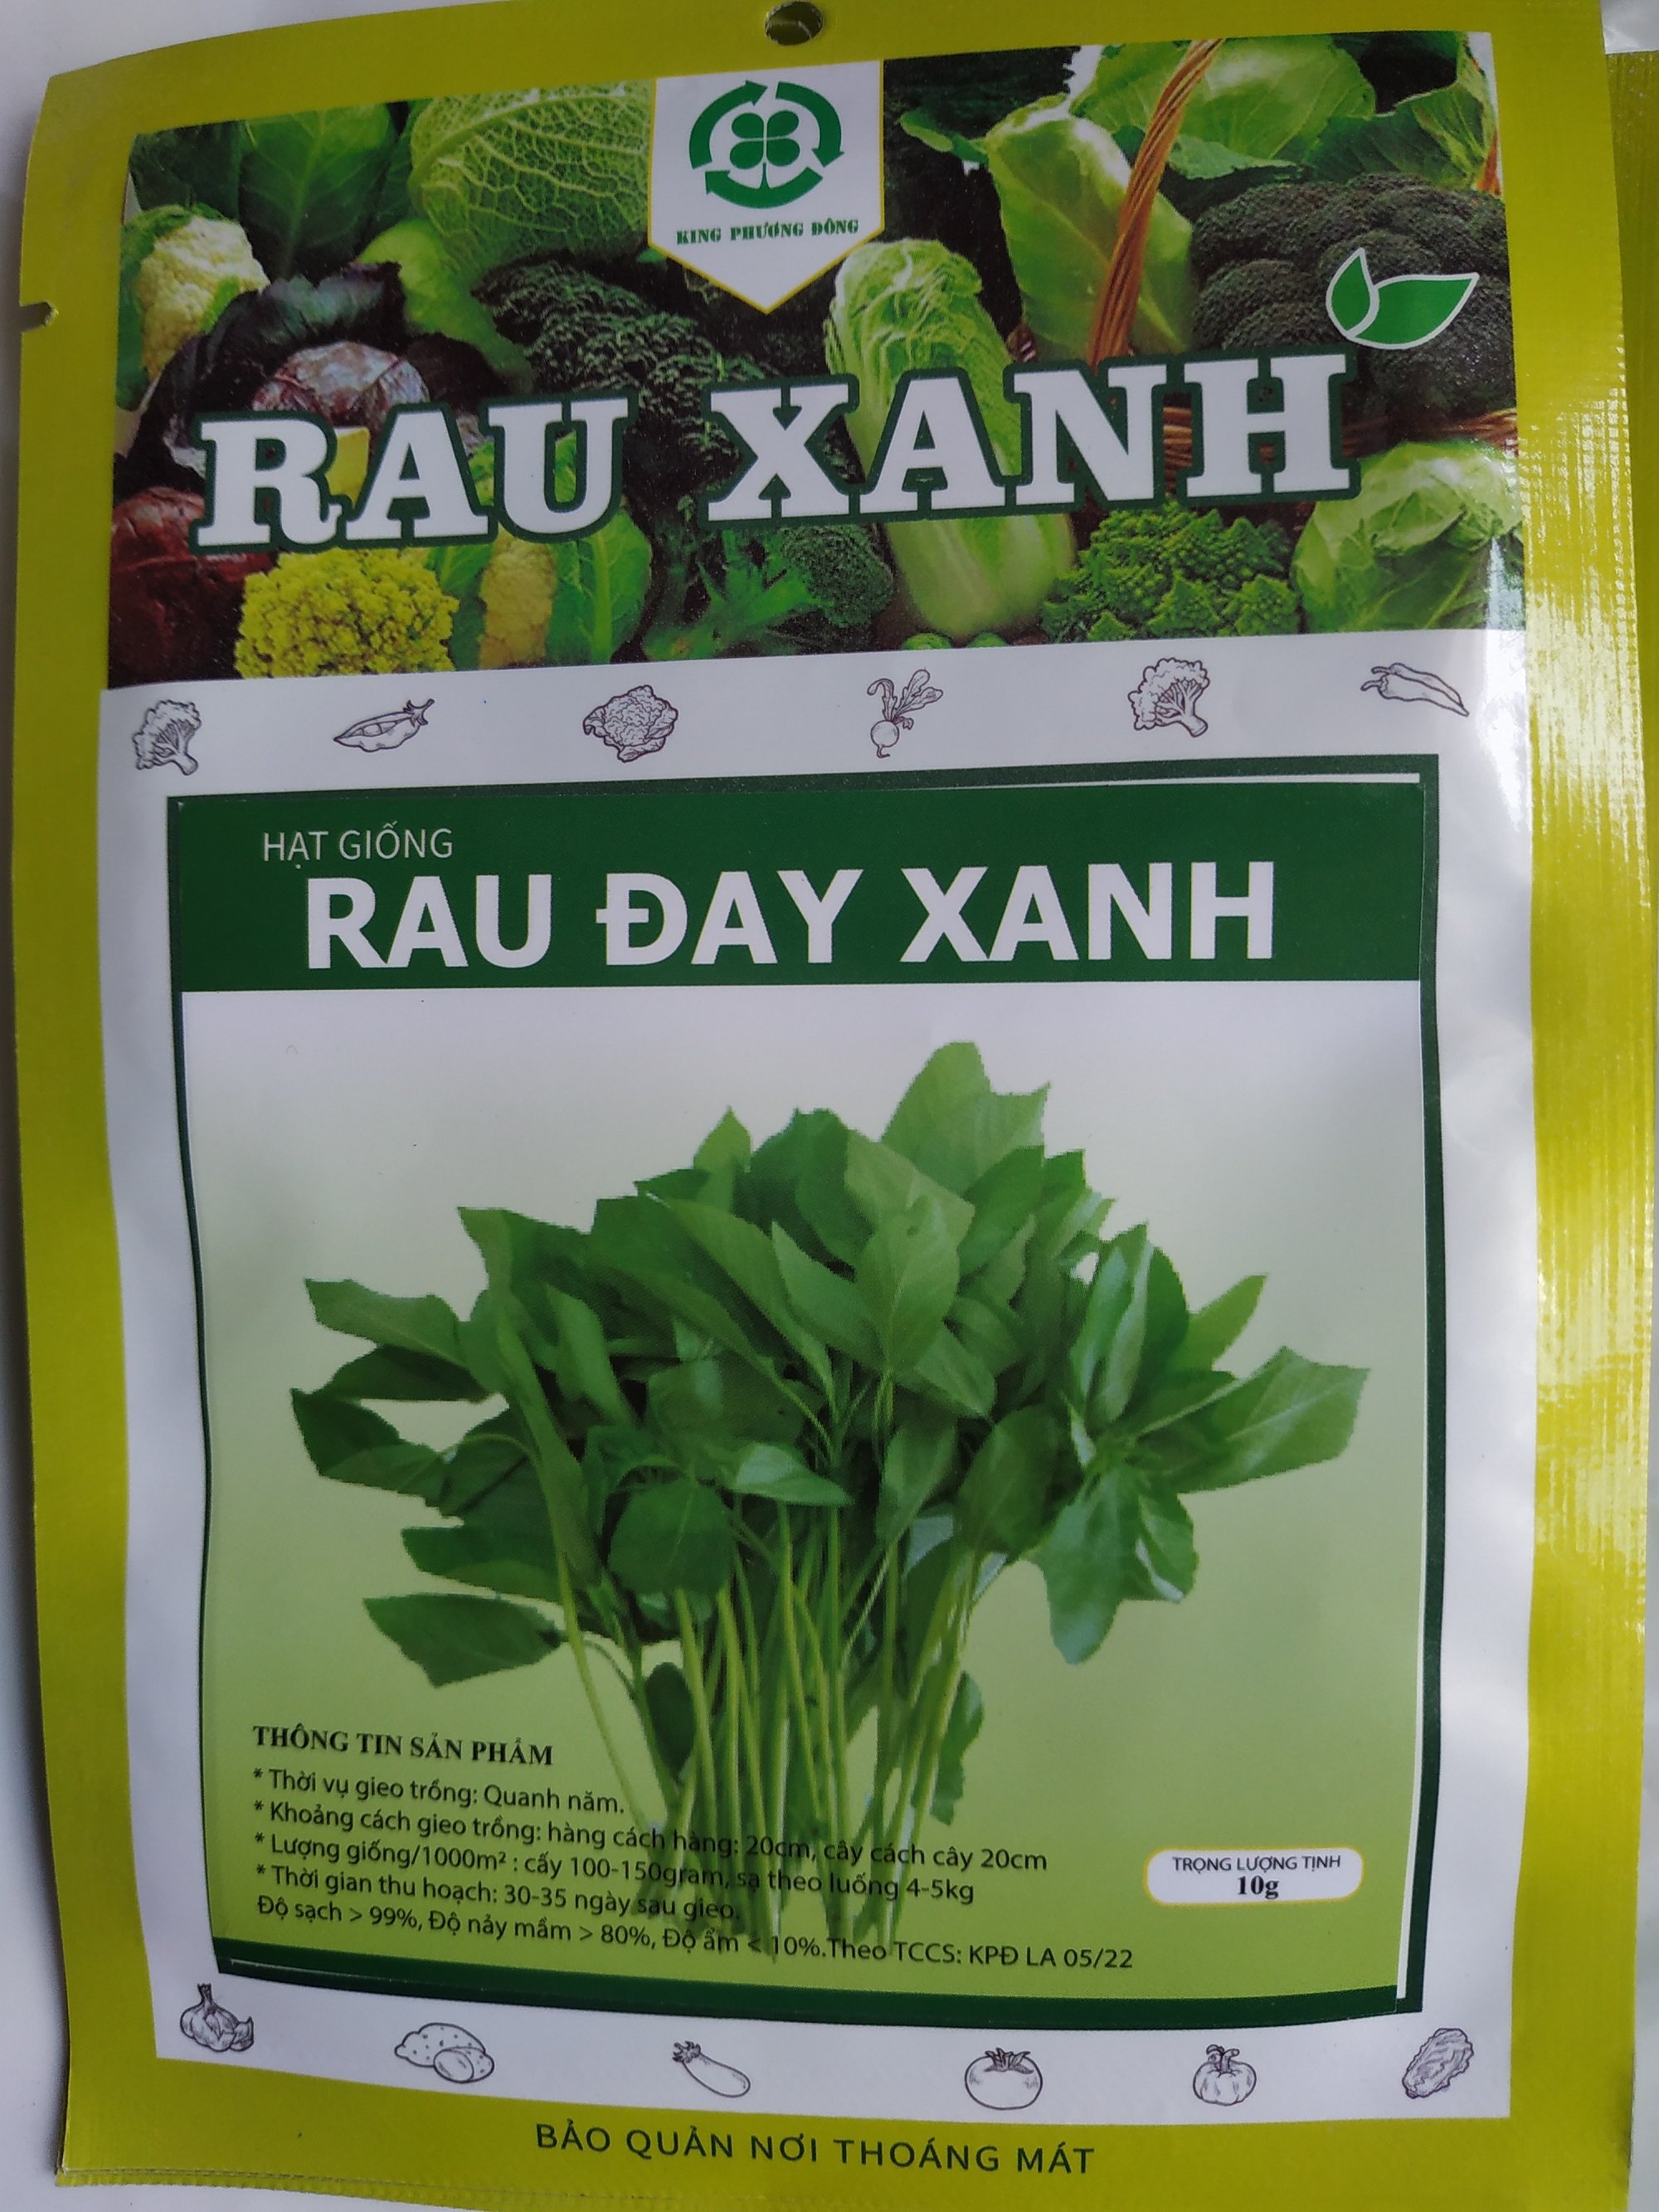 KING PHƯƠNG ĐÔNG
RAU XANH
HẠT GIỐNG
RAU ĐAY XANH
THÔNG TIN SẢN PHẨM
* Thời vụ gieo trồng: Quanh năm.
* Khoảng cách gieo trồng: hàng cách hàng: 20cm, cây cách cây 20cm
* Lượng giống/1000m² : cấy 100-150gram, sạ theo luống 4-5kg
* Thời gian thu hoạch: 30-35 ngày sau gieo.
Độ sạch > 99%, Độ nảy mầm > 80%, Độ ẩm < 10%.Theo TCCS: KPĐ LA 05/22
TRỌNG LƯỢNG TỊNH
10g
BẢO QUẢN NƠI THOÁNG MÁT